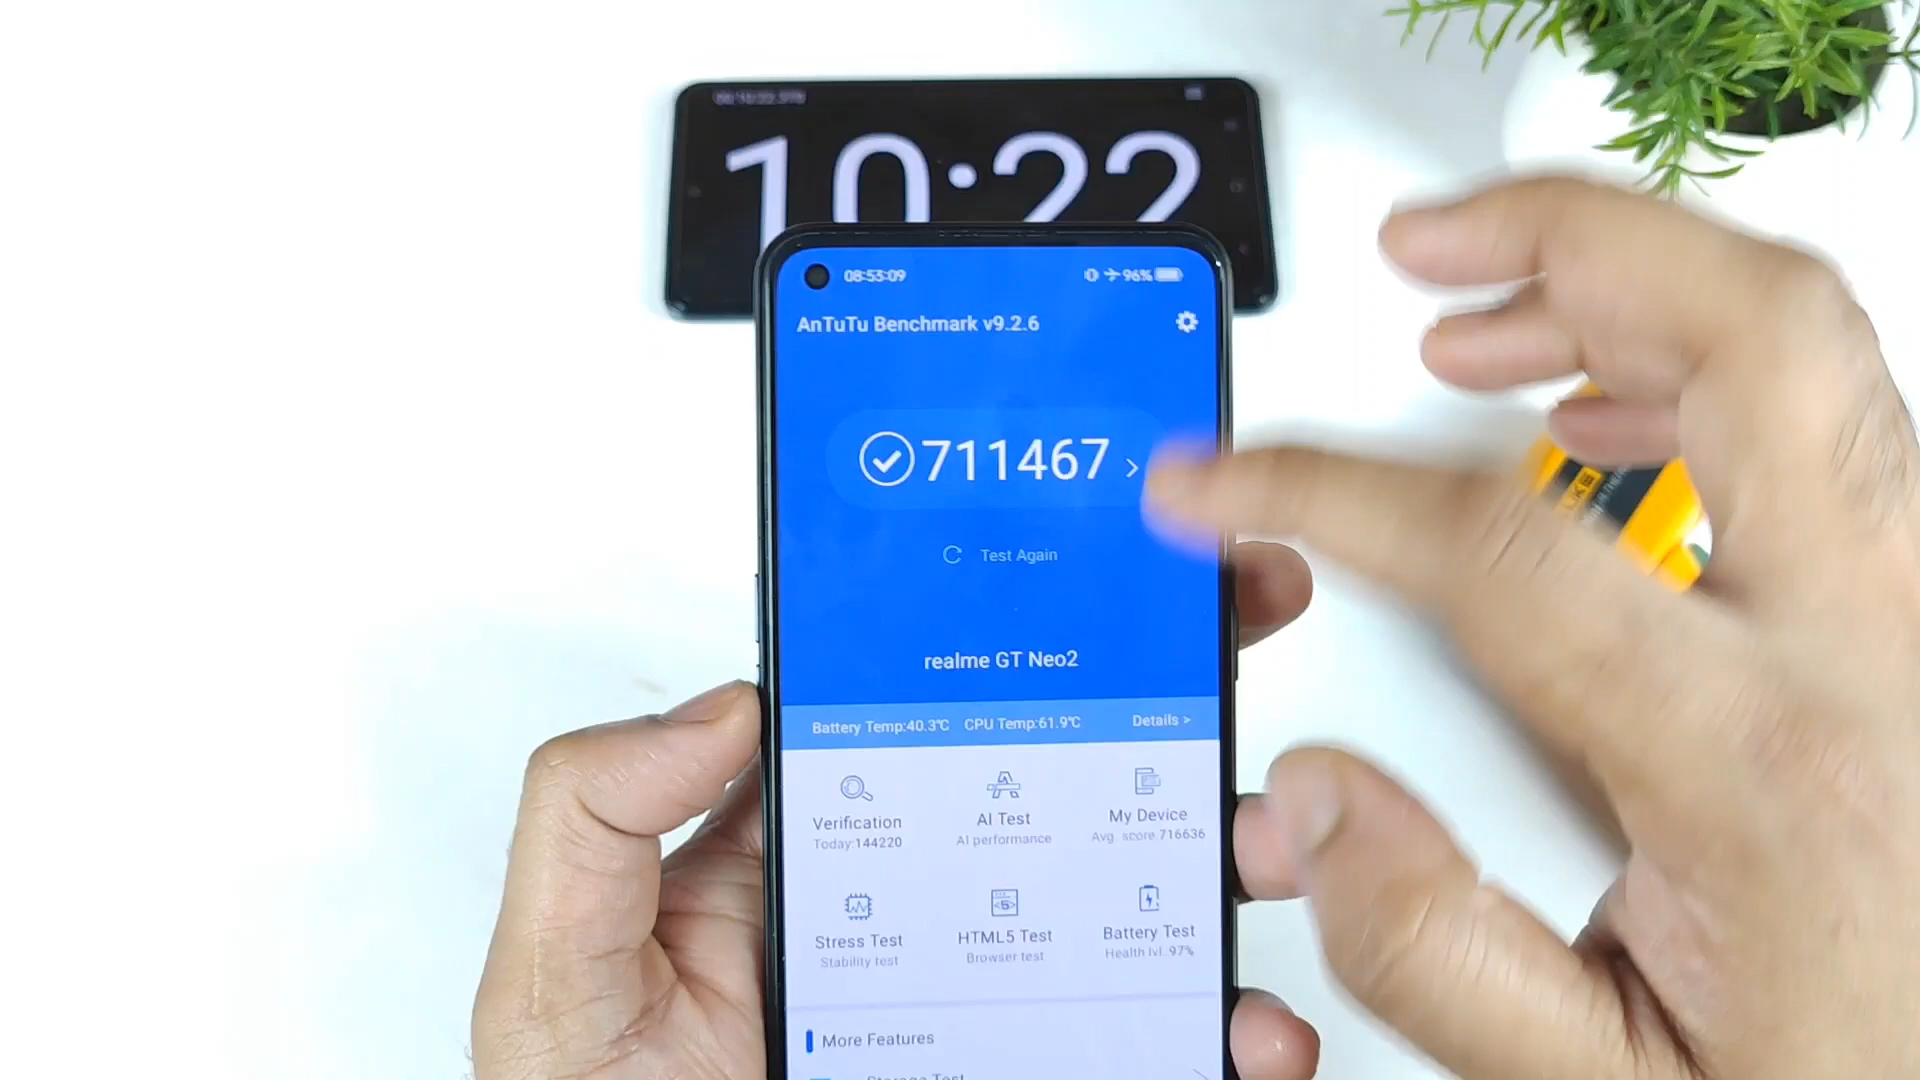 10:22
08:53:09
96%
AnTuTu Benchmark v9.2.6
711467 >
Test Again
realme GT Neo2
Battery Temp:40.3℃ CPU Temp:61.9℃ Details >
Verification
Today:144220
AI Test
AI performance
My Device
Avg. score:716636
Stress Test
Stability test
HTML5 Test
Browser test
Battery Test
Health lvl.:97%
More Features
Storage Test